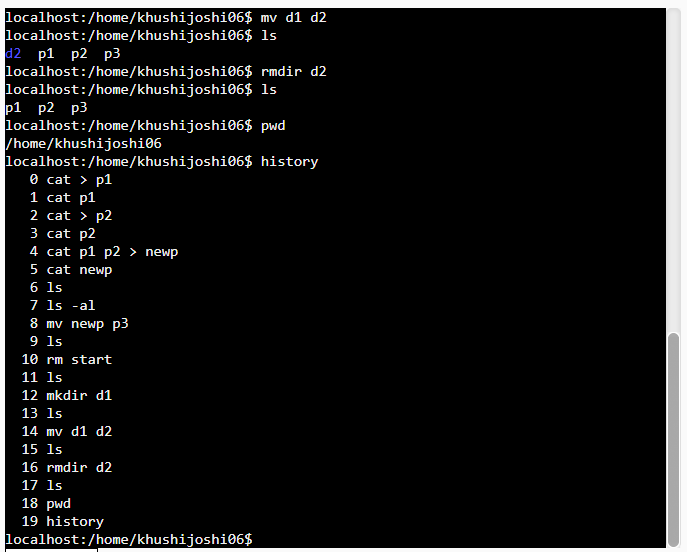 localhost:/home/khushijoshi06$ mv d1 d2
localhost:/home/khushijoshi06$ ls
d2  p1  p2  p3
localhost:/home/khushijoshi06$ rmdir d2
localhost:/home/khushijoshi06$ ls
p1  p2  p3
localhost:/home/khushijoshi06$ pwd
/home/khushijoshi06
localhost:/home/khushijoshi06$ history
   0 cat > p1
   1 cat p1
   2 cat > p2
   3 cat p2
   4 cat p1 p2 > newp
   5 cat newp
   6 ls
   7 ls -al
   8 mv newp p3
   9 ls
  10 rm start
  11 ls
  12 mkdir d1
  13 ls
  14 mv d1 d2
  15 ls
  16 rmdir d2
  17 ls
  18 pwd
  19 history
localhost:/home/khushijoshi06$